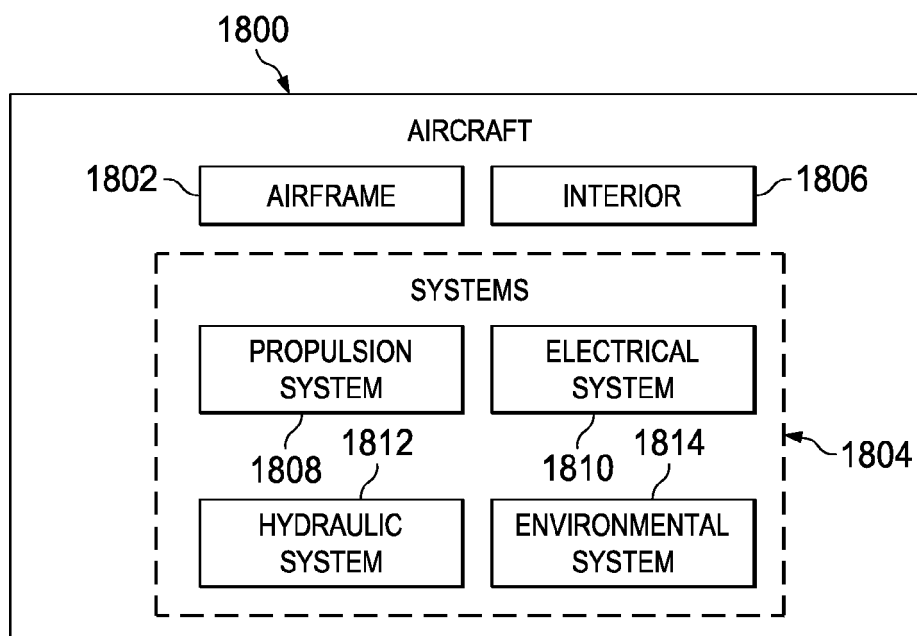 1800
AIRCRAFT
1802
AIRFRAME
INTERIOR
1806
SYSTEMS
PROPULSION
SYSTEM
ELECTRICAL
SYSTEM
1808
1812
1810
1814
1804
HYDRAULIC
SYSTEM
ENVIRONMENTAL
SYSTEM